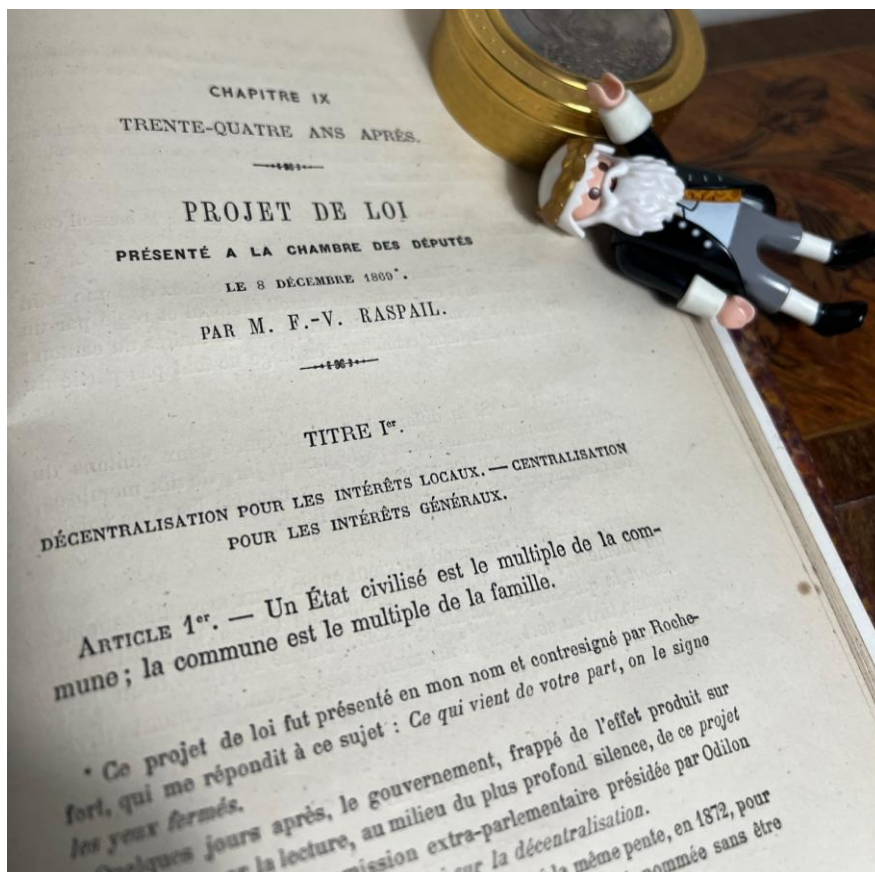 CHAPITRE IX
TRENTE-QUATRE ANS APRÈS.
PROJET DE LOI
PRÉSENTÉ A LA CHAMBRE DES DÉPUTÉS
LE 8 DÉCEMBRE 1869*.
PAR M. F.-V. RASPAIL.
TITRE Ier.
DÉCENTRALISATION POUR LES INTÉRÊTS LOCAUX. — CENTRALISATION
POUR LES INTÉRÊTS GÉNÉRAUX.
ARTICLE 1er. — Un État civilisé est le multiple de la com-
mune ; la commune est le multiple de la famille.
* Ce projet de loi fut présenté en mon nom et contresigné par Roche-
fort, qui me répondit à ce sujet : Ce qui vient de votre part, on le signe
les yeux fermés.
Quelques jours après, le gouvernement, frappé de l'effet produit sur
la lecture, au milieu du plus profond silence, de ce projet
mission extra-parlementaire présidée par Odilon
sur la décentralisation.
la même pente, en 1872, pour
nommée sans être